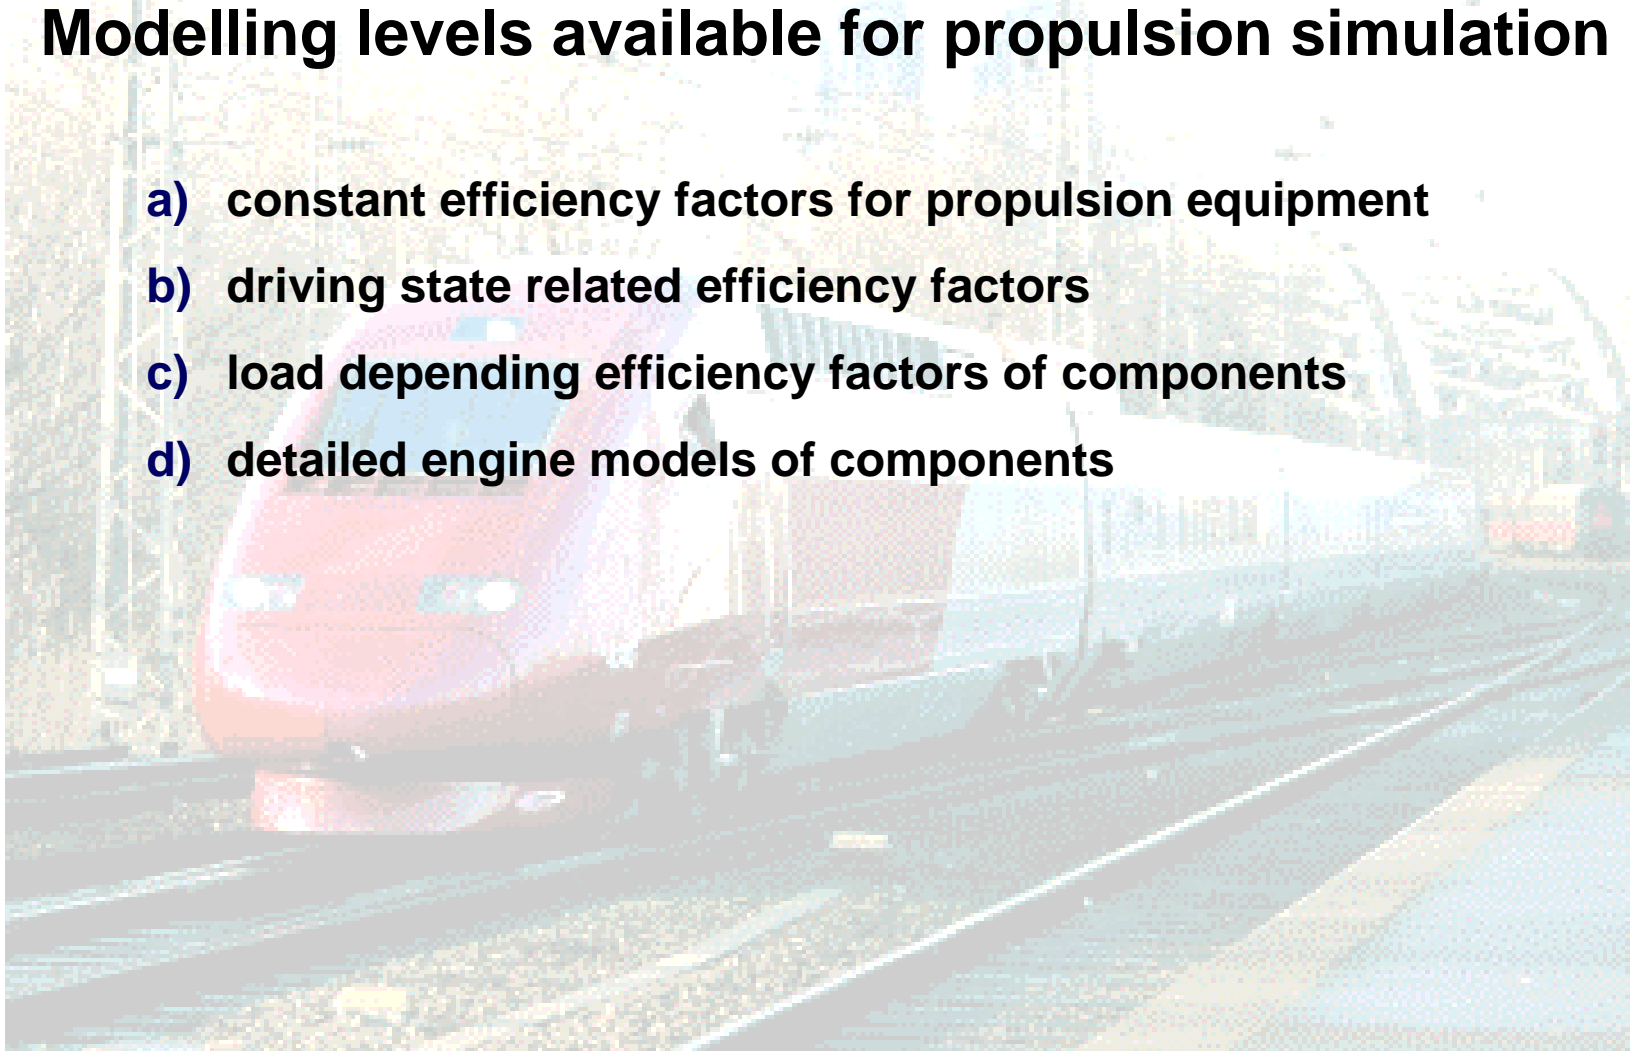 Modelling levels available for propulsion simulation
a) constant efficiency factors for propulsion equipment
b) driving state related efficiency factors
c) load depending efficiency factors of components
d) detailed engine models of components